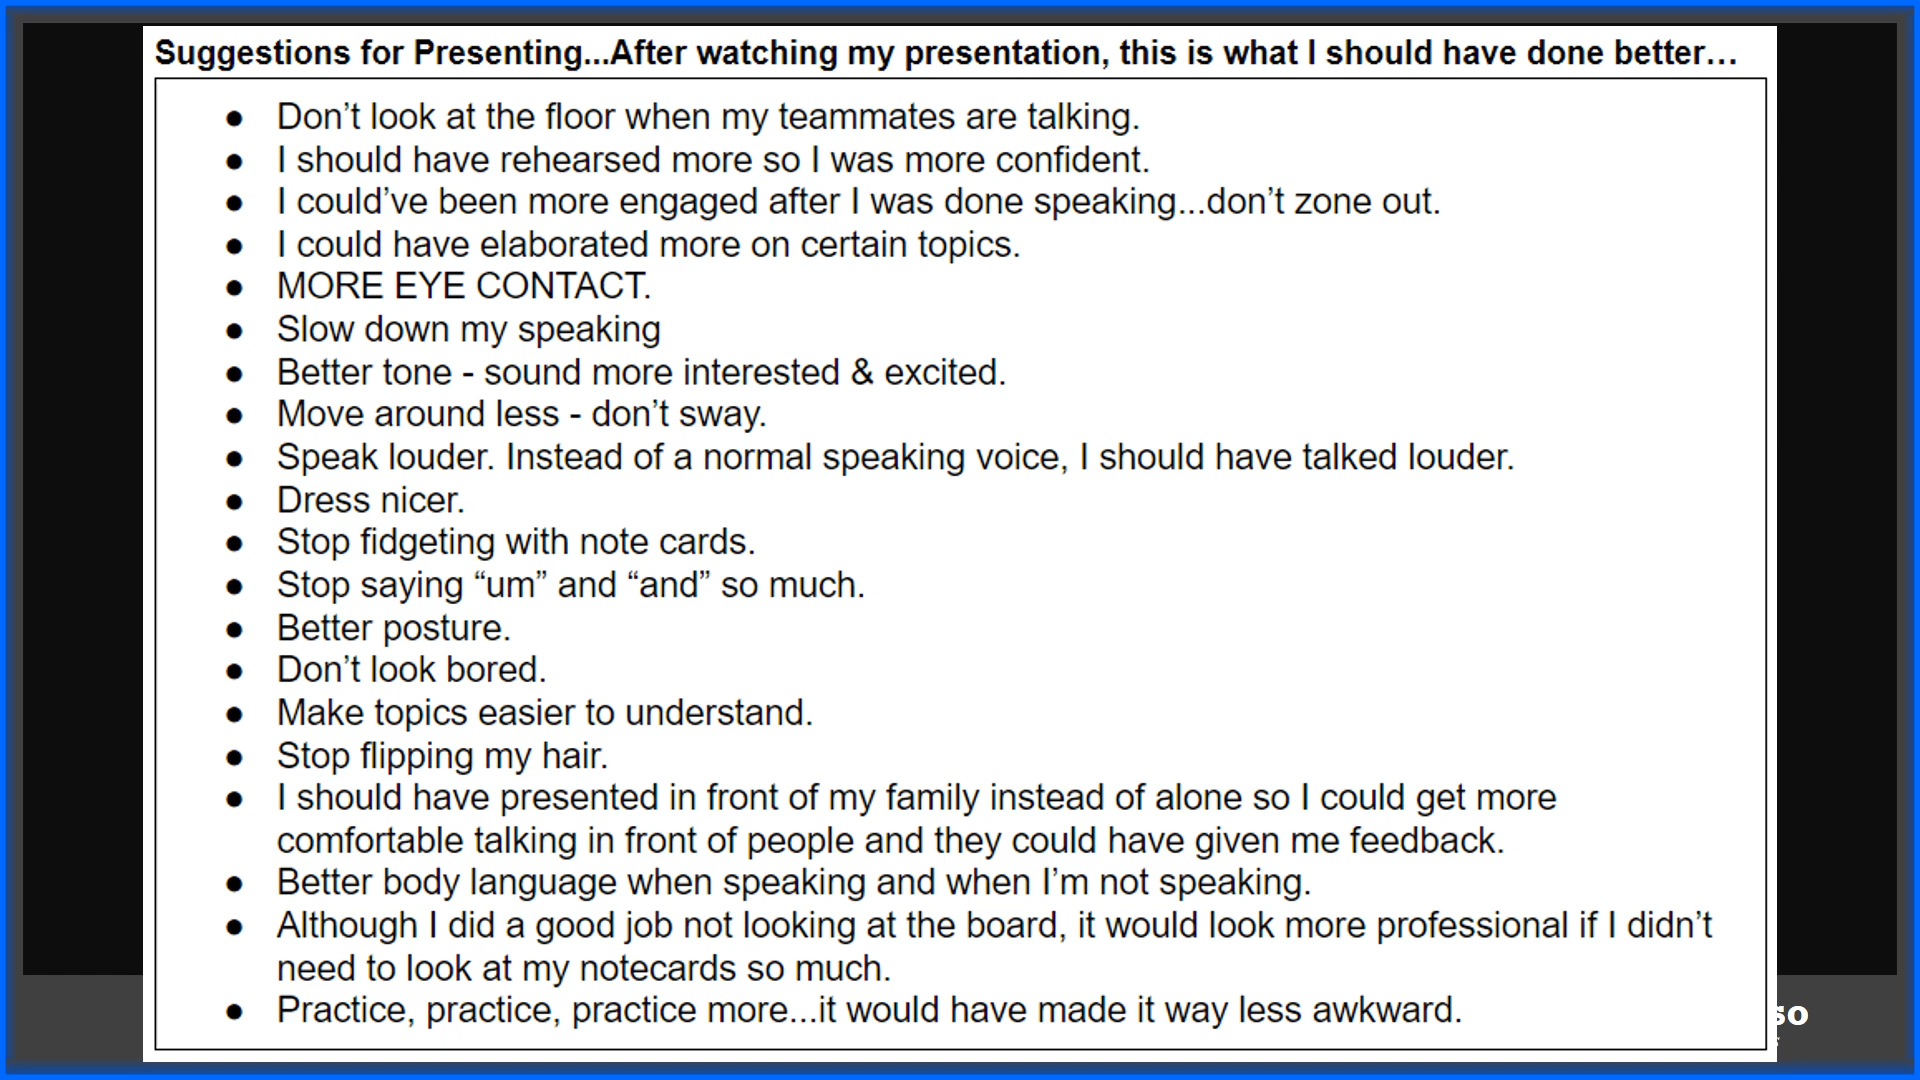 Suggestions for Presenting...After watching my presentation, this is what I should have done better…
● Don’t look at the floor when my teammates are talking.
● I should have rehearsed more so I was more confident.
● I could’ve been more engaged after I was done speaking...don’t zone out.
● I could have elaborated more on certain topics.
● MORE EYE CONTACT.
● Slow down my speaking
● Better tone - sound more interested & excited.
● Move around less - don’t sway.
● Speak louder. Instead of a normal speaking voice, I should have talked louder.
● Dress nicer.
● Stop fidgeting with note cards.
● Stop saying “um” and “and” so much.
● Better posture.
● Don’t look bored.
● Make topics easier to understand.
● Stop flipping my hair.
● I should have presented in front of my family instead of alone so I could get more
comfortable talking in front of people and they could have given me feedback.
● Better body language when speaking and when I’m not speaking.
● Although I did a good job not looking at the board, it would look more professional if I didn’t
need to look at my notecards so much.
● Practice, practice, practice more...it would have made it way less awkward.